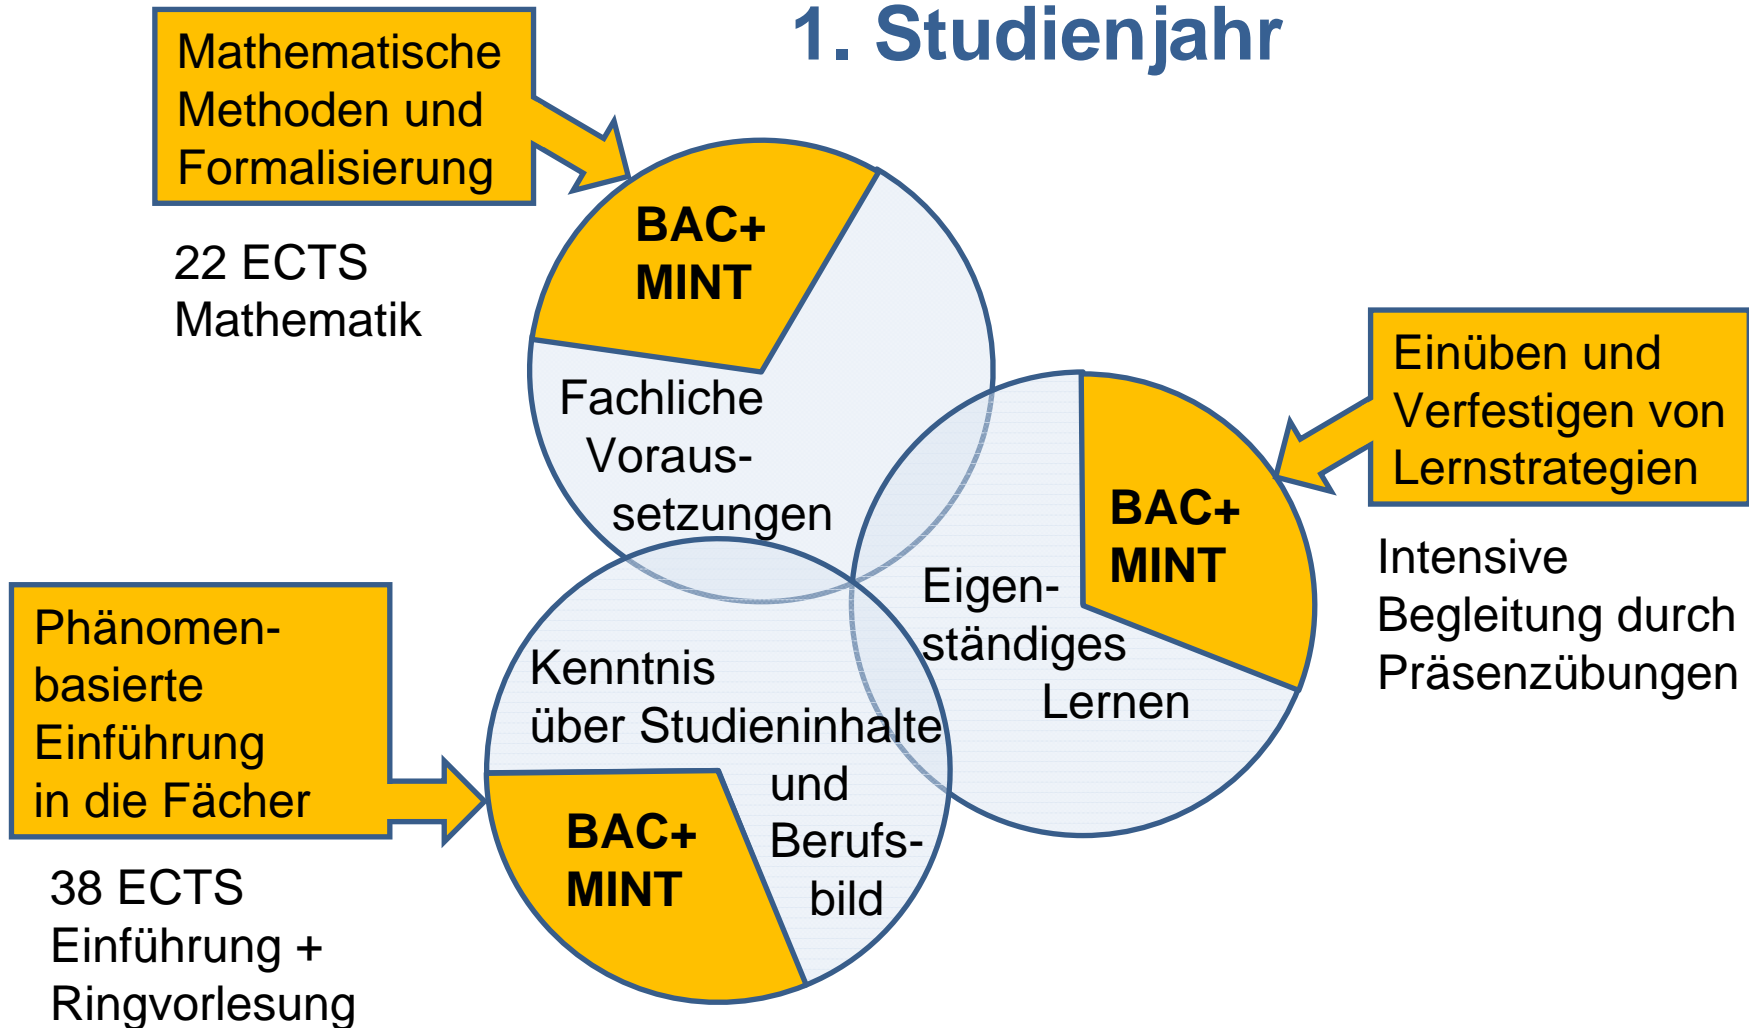 1. Studienjahr
Mathematische
Methoden und
Formalisierung
22 ECTS
Mathematik
BAC+
MINT
Fachliche
Voraus-
setzungen
Einüben und
Verfestigen von
Lernstrategien
Intensive
Begleitung durch
Präsenzübungen
BAC+
MINT
Eigen-
ständiges
Lernen
Phänomen-
basierte
Einführung
in die Fächer
38 ECTS
Einführung +
Ringvorlesung
Kenntnis
über Studieninhalte
und
Berufs-
bild
BAC+
MINT